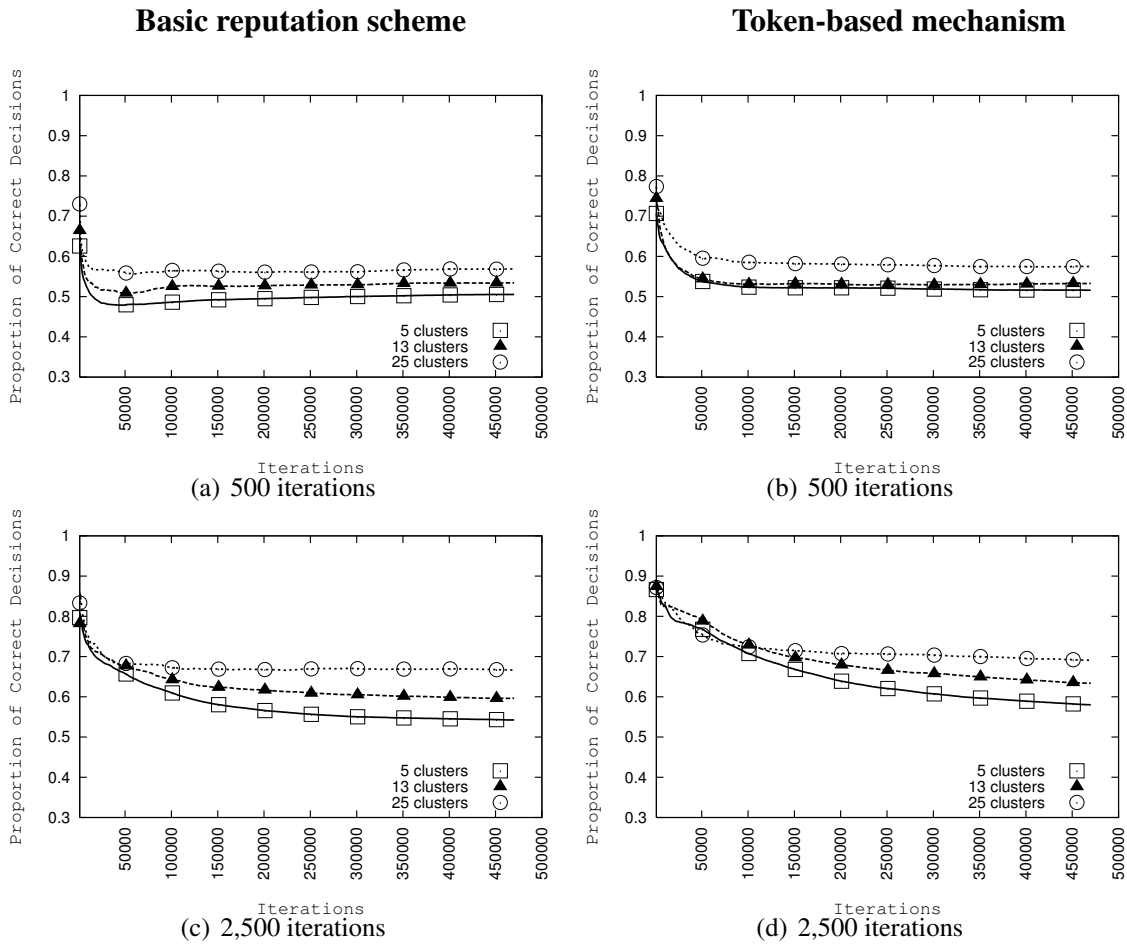 Basic reputation scheme
Token-based mechanism
Proportion of Correct Decisions
1
0.9
0.8
0.7
0.6
0.5
0.4
0.3
5 clusters
13 clusters
25 clusters
50000
100000
150000
200000
250000
300000
350000
400000
450000
500000
Iterations
(a) 500 iterations
Proportion of Correct Decisions
1
0.9
0.8
0.7
0.6
0.5
0.4
0.3
5 clusters
13 clusters
25 clusters
50000
100000
150000
200000
250000
300000
350000
400000
450000
500000
Iterations
(b) 500 iterations
Proportion of Correct Decisions
1
0.9
0.8
0.7
0.6
0.5
0.4
0.3
5 clusters
13 clusters
25 clusters
50000
100000
150000
200000
250000
300000
350000
400000
450000
500000
Iterations
(c) 2,500 iterations
Proportion of Correct Decisions
1
0.9
0.8
0.7
0.6
0.5
0.4
0.3
5 clusters
13 clusters
25 clusters
50000
100000
150000
200000
250000
300000
350000
400000
450000
500000
Iterations
(d) 2,500 iterations